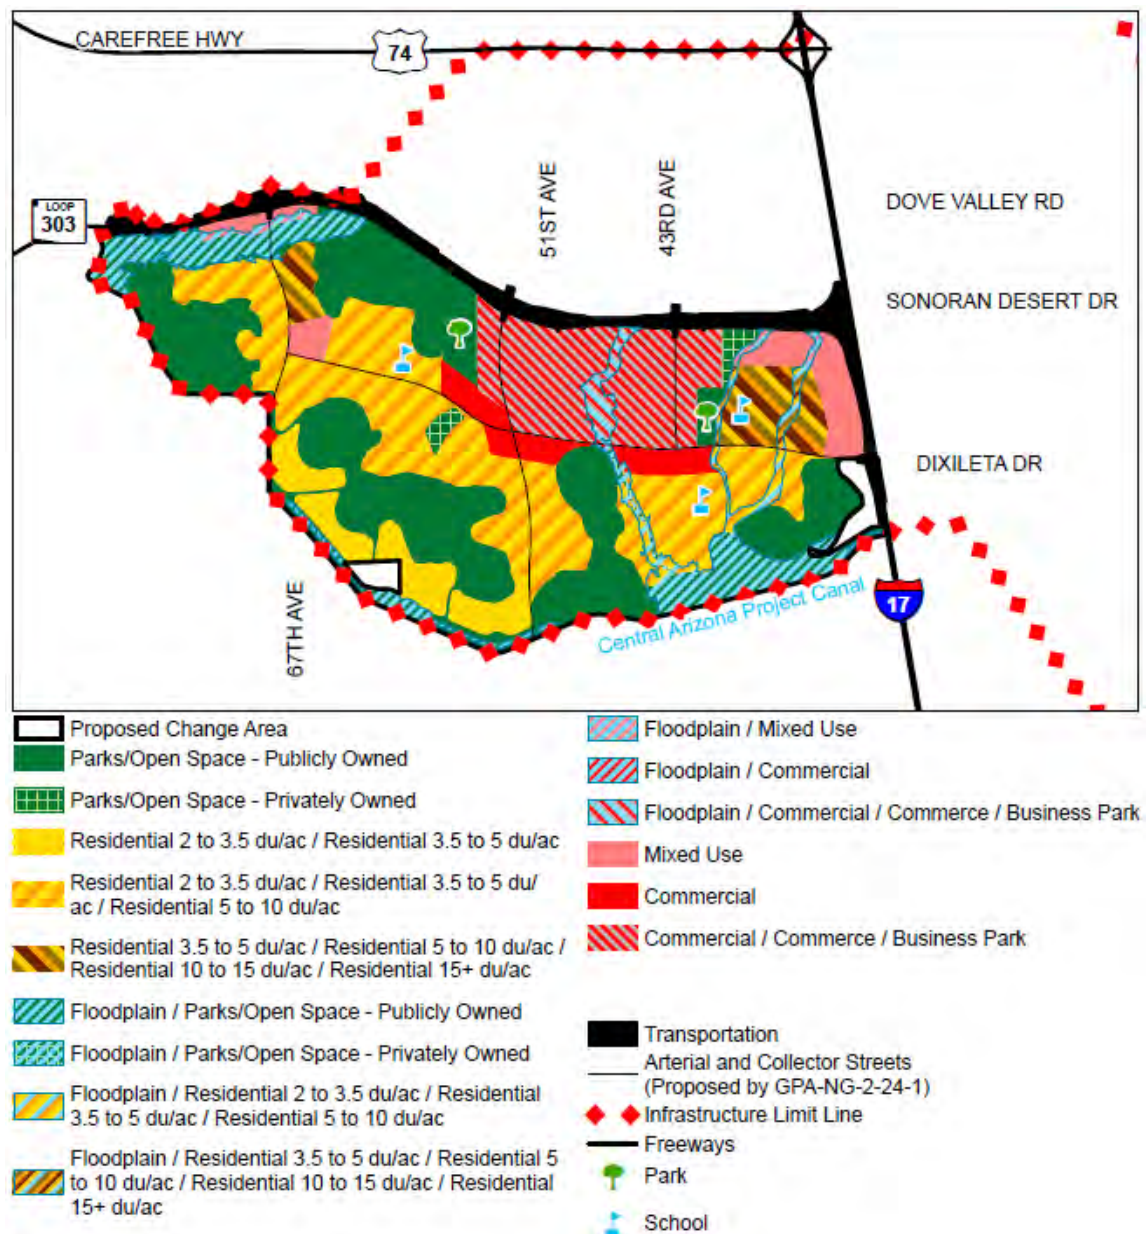 CAREFREE HWY
74
51ST AVE
43RD AVE
DOVE VALLEY RD
LOOP
303
SONORAN DESERT DR
DIXILETA DR
67TH AVE
Central Arizona Project Canal
17
Proposed Change Area
Parks/Open Space - Publicly Owned
Parks/Open Space - Privately Owned
Residential 2 to 3.5 du/ac / Residential 3.5 to 5 du/ac
Residential 2 to 3.5 du/ac / Residential 3.5 to 5 du/
ac / Residential 5 to 10 du/ac
Residential 3.5 to 5 du/ac / Residential 5 to 10 du/ac /
Residential 10 to 15 du/ac / Residential 15+ du/ac
Floodplain / Parks/Open Space - Publicly Owned
Floodplain / Parks/Open Space - Privately Owned
Floodplain / Residential 2 to 3.5 du/ac / Residential
3.5 to 5 du/ac / Residential 5 to 10 du/ac
Floodplain / Residential 3.5 to 5 du/ac / Residential 5
to 10 du/ac / Residential 10 to 15 du/ac / Residential
15+ du/ac
Floodplain / Mixed Use
Floodplain / Commercial
Floodplain / Commercial / Commerce / Business Park
Mixed Use
Commercial
Commercial / Commerce / Business Park
Transportation
Arterial and Collector Streets
(Proposed by GPA-NG-2-24-1)
Infrastructure Limit Line
Freeways
Park
School